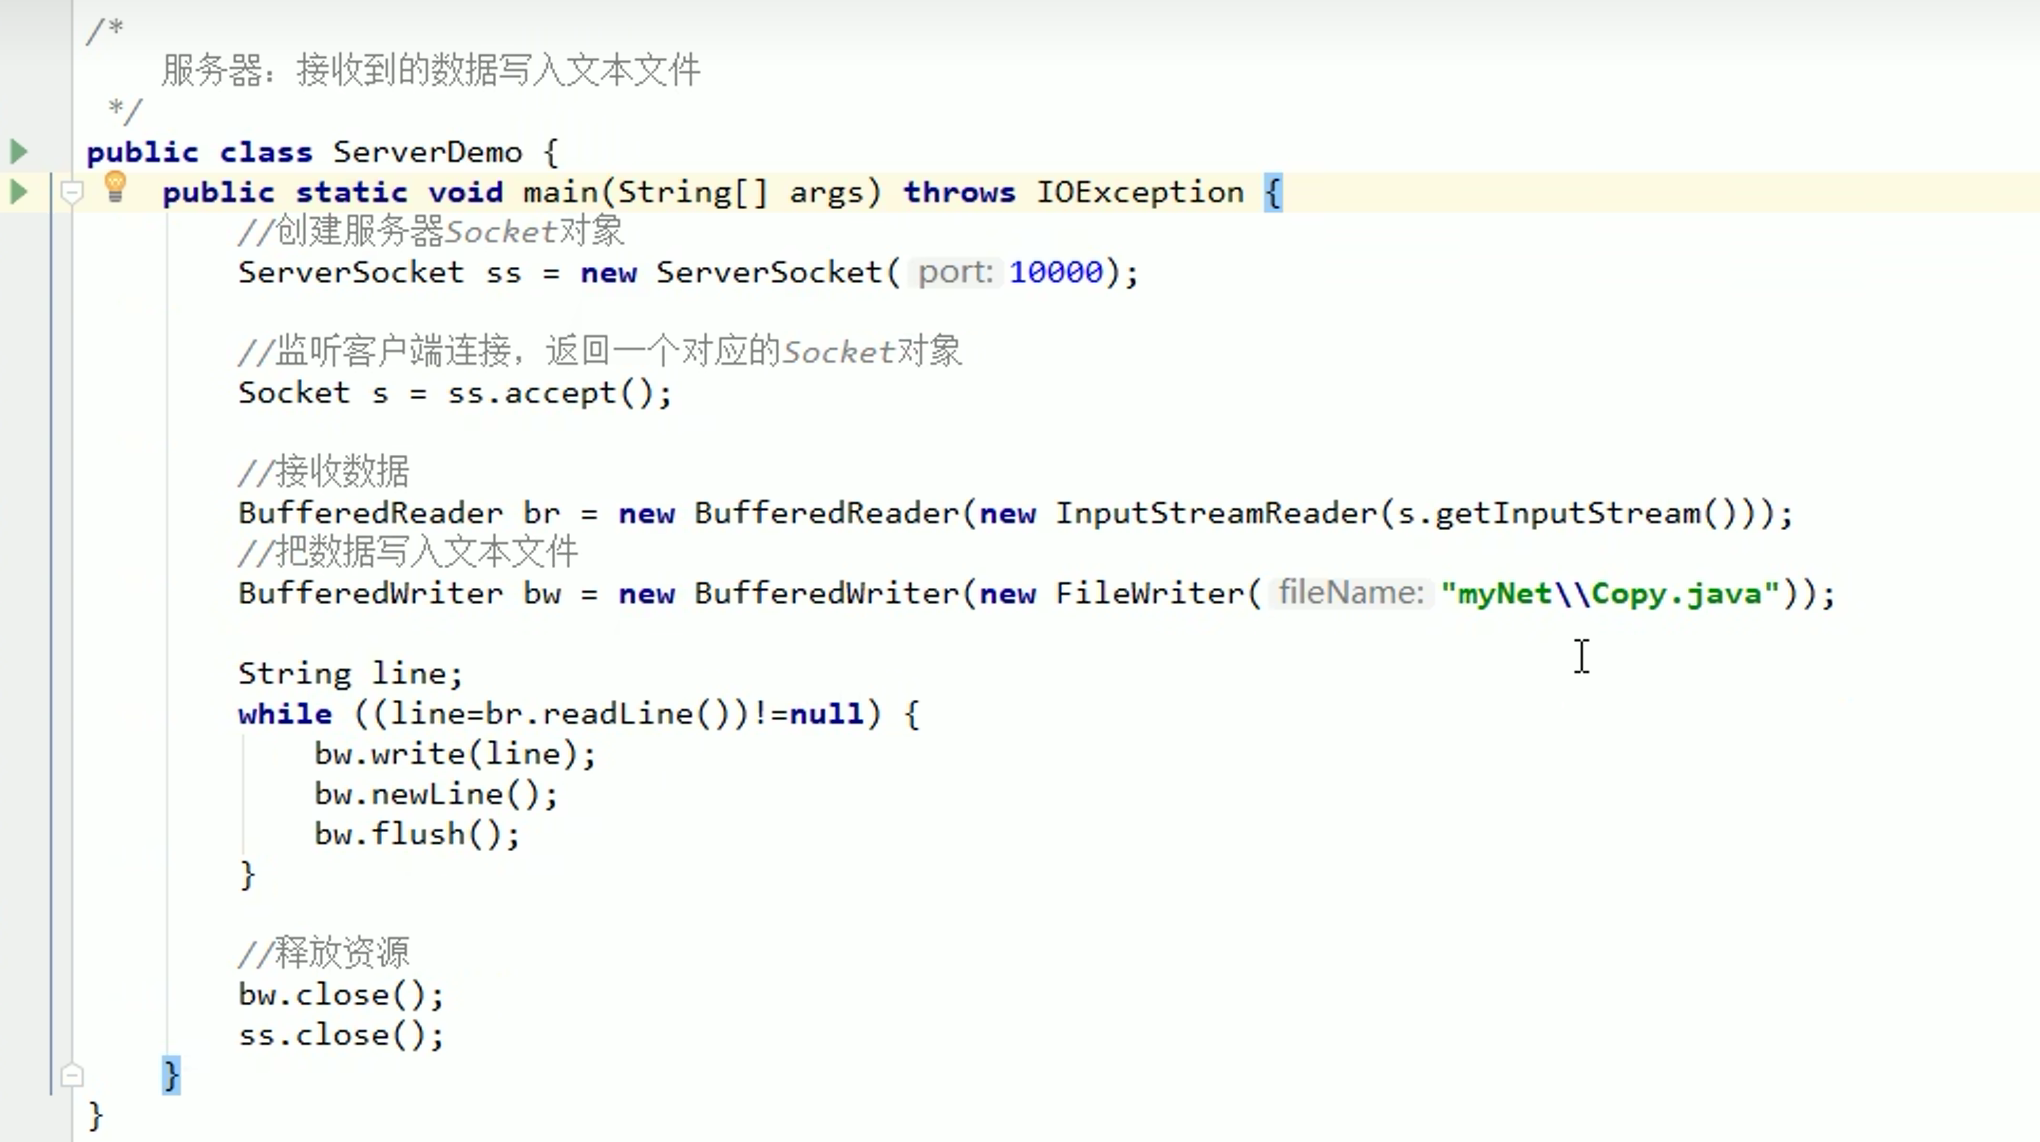 /*
服务器：接收到的数据写入文本文件
*/
public class ServerDemo {
public static void main(String[] args) throws IOException {
//创建服务器Socket对象
ServerSocket ss = new ServerSocket( port: 10000);
//监听客户端连接，返回一个对应的Socket对象
Socket s = ss.accept();
//接收数据
BufferedReader br = new BufferedReader(new InputStreamReader(s.getInputStream()));
//把数据写入文本文件
BufferedWriter bw = new BufferedWriter(new FileWriter( fileName: "myNet\\Copy.java"));
String line;
while ((line=br.readLine())!=null) {
bw.write(line);
bw.newLine();
bw.flush();
}
//释放资源
bw.close();
ss.close();
}
}